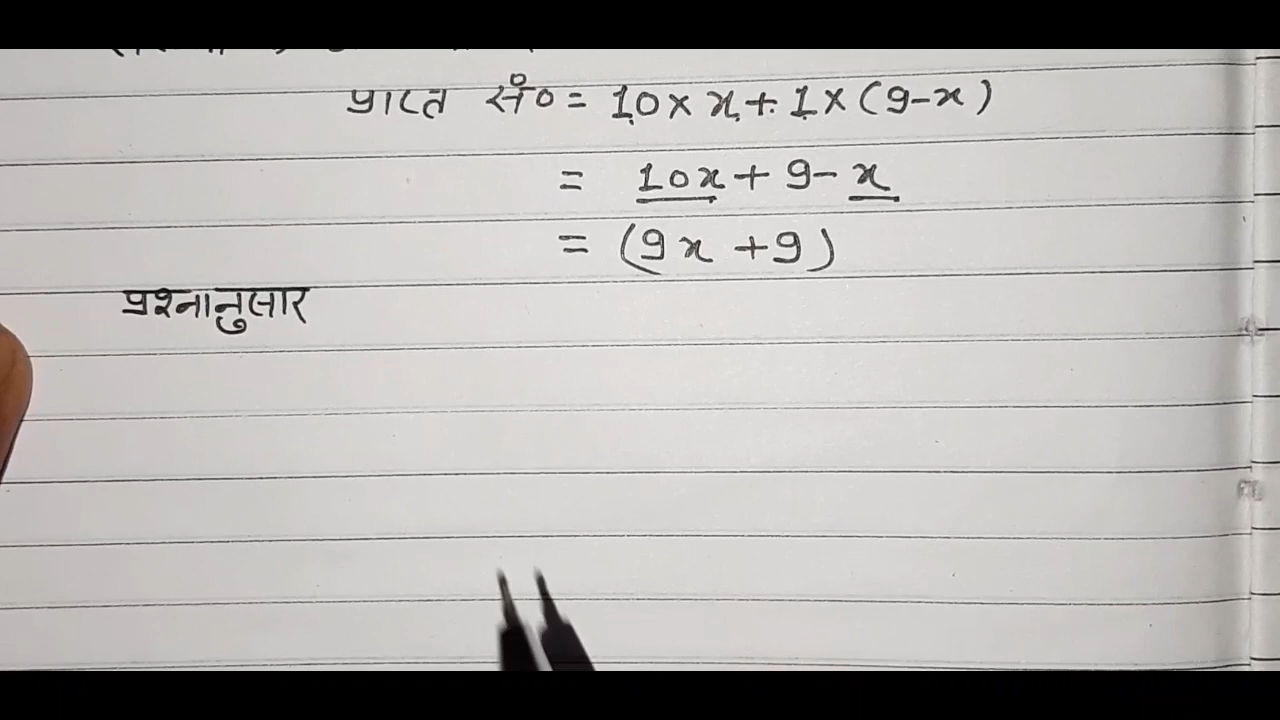 प्राप्त सं० = 10 × x + 1 × (9 - x)
= 10x + 9 - x
= (9x + 9)
प्रश्नानुसार